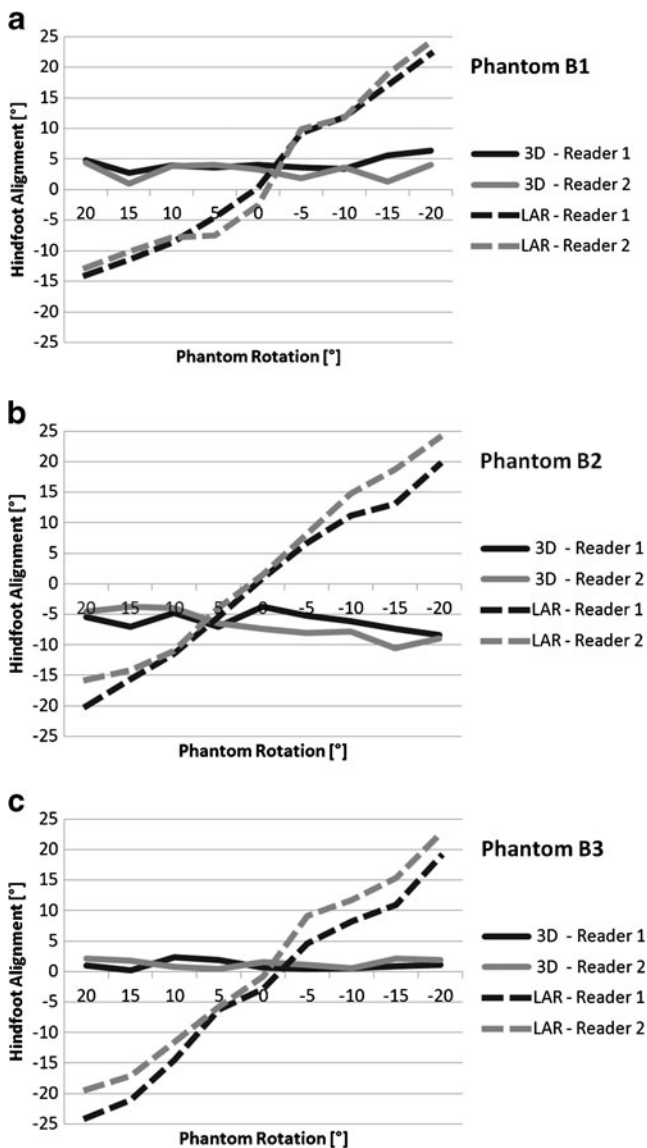 a
25
20
15
10
5
0
-5
-10
-15
-20
-25
Hindfoot Alignment [°]
20 15 10 5 0 -5 -10 -15 -20
Phantom Rotation [°]
Phantom B1
3D - Reader 1
3D - Reader 2
LAR - Reader 1
LAR - Reader 2
b
25
20
15
10
5
0
-5
-10
-15
-20
-25
Hindfoot Alignment [°]
20 15 10 5 0 -5 -10 -15 -20
Phantom Rotation [°]
Phantom B2
3D - Reader 1
3D - Reader 2
LAR - Reader 1
LAR - Reader 2
c
25
20
15
10
5
0
-5
-10
-15
-20
-25
Hindfoot Alignment [°]
20 15 10 5 0 -5 -10 -15 -20
Phantom Rotation [°]
Phantom B3
3D - Reader 1
3D - Reader 2
LAR - Reader 1
LAR - Reader 2